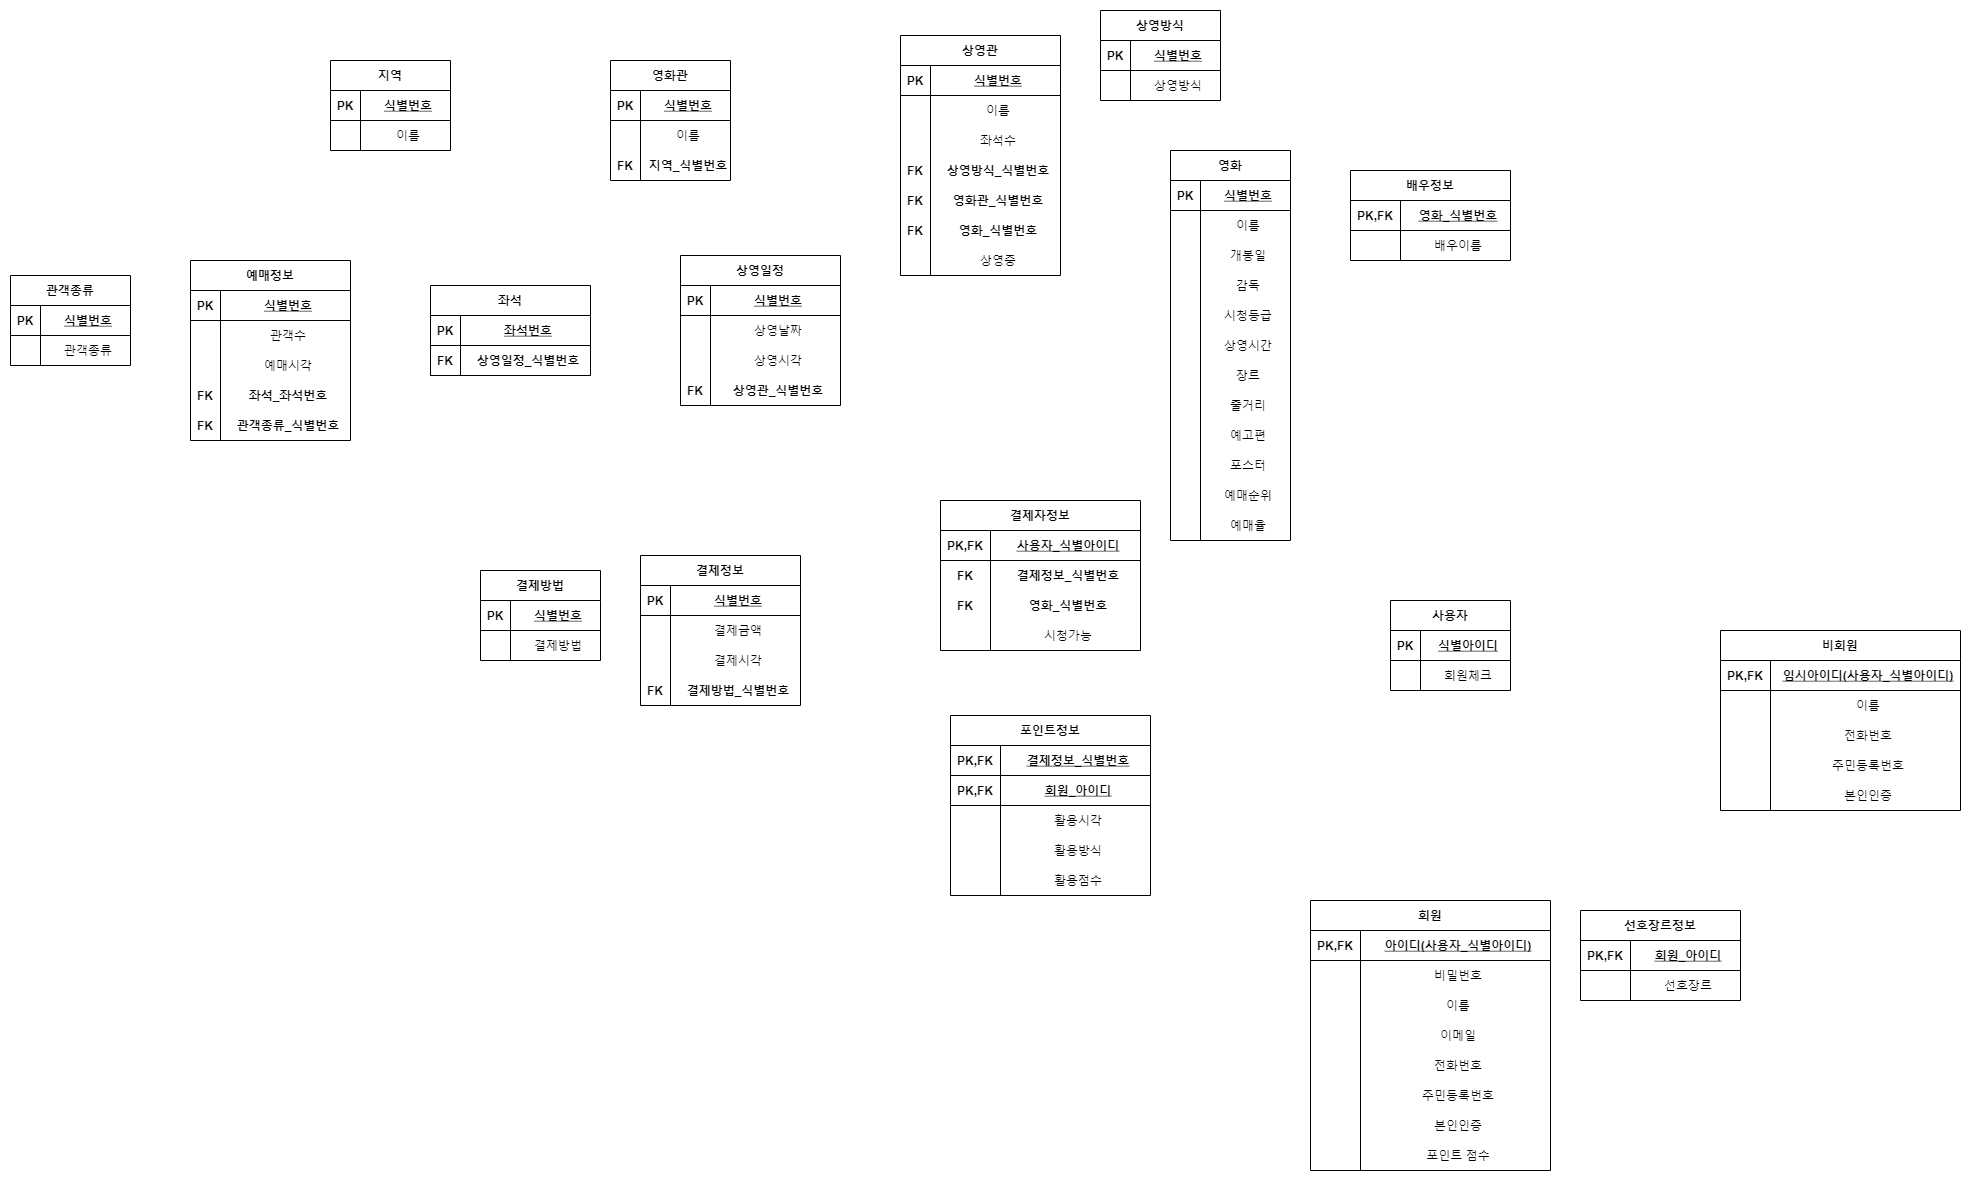 지역
PK 식별번호
이름
영화관
PK 식별번호
이름
FK 지역_식별번호
상영관
PK 식별번호
이름
좌석수
FK 상영방식_식별번호
FK 영화관_식별번호
FK 영화_식별번호
상영중
상영방식
PK 식별번호
상영방식
영화
PK 식별번호
이름
개봉일
감독
시청등급
상영시간
장르
줄거리
예고편
포스터
예매순위
예매율
배우정보
PK,FK 영화_식별번호
배우이름
관객종류
PK 식별번호
관객종류
예매정보
PK 식별번호
관객수
예매시각
FK 좌석_좌석번호
FK 관객종류_식별번호
좌석
PK 좌석번호
FK 상영일정_식별번호
상영일정
PK 식별번호
상영날짜
상영시각
FK 상영관_식별번호
결제방법
PK 식별번호
결제방법
결제정보
PK 식별번호
결제금액
결제시각
FK 결제방법_식별번호
결제자정보
PK,FK 사용자_식별아이디
FK 결제정보_식별번호
FK 영화_식별번호
시청가능
사용자
PK 식별아이디
회원체크
비회원
PK,FK 임시아이디(사용자_식별아이디)
이름
전화번호
주민등록번호
본인인증
포인트정보
PK,FK 결제정보_식별번호
PK,FK 회원_아이디
활용시각
활용방식
활용점수
회원
PK,FK 아이디(사용자_식별아이디)
비밀번호
이름
이메일
전화번호
주민등록번호
본인인증
포인트 점수
선호장르정보
PK,FK 회원_아이디
선호장르